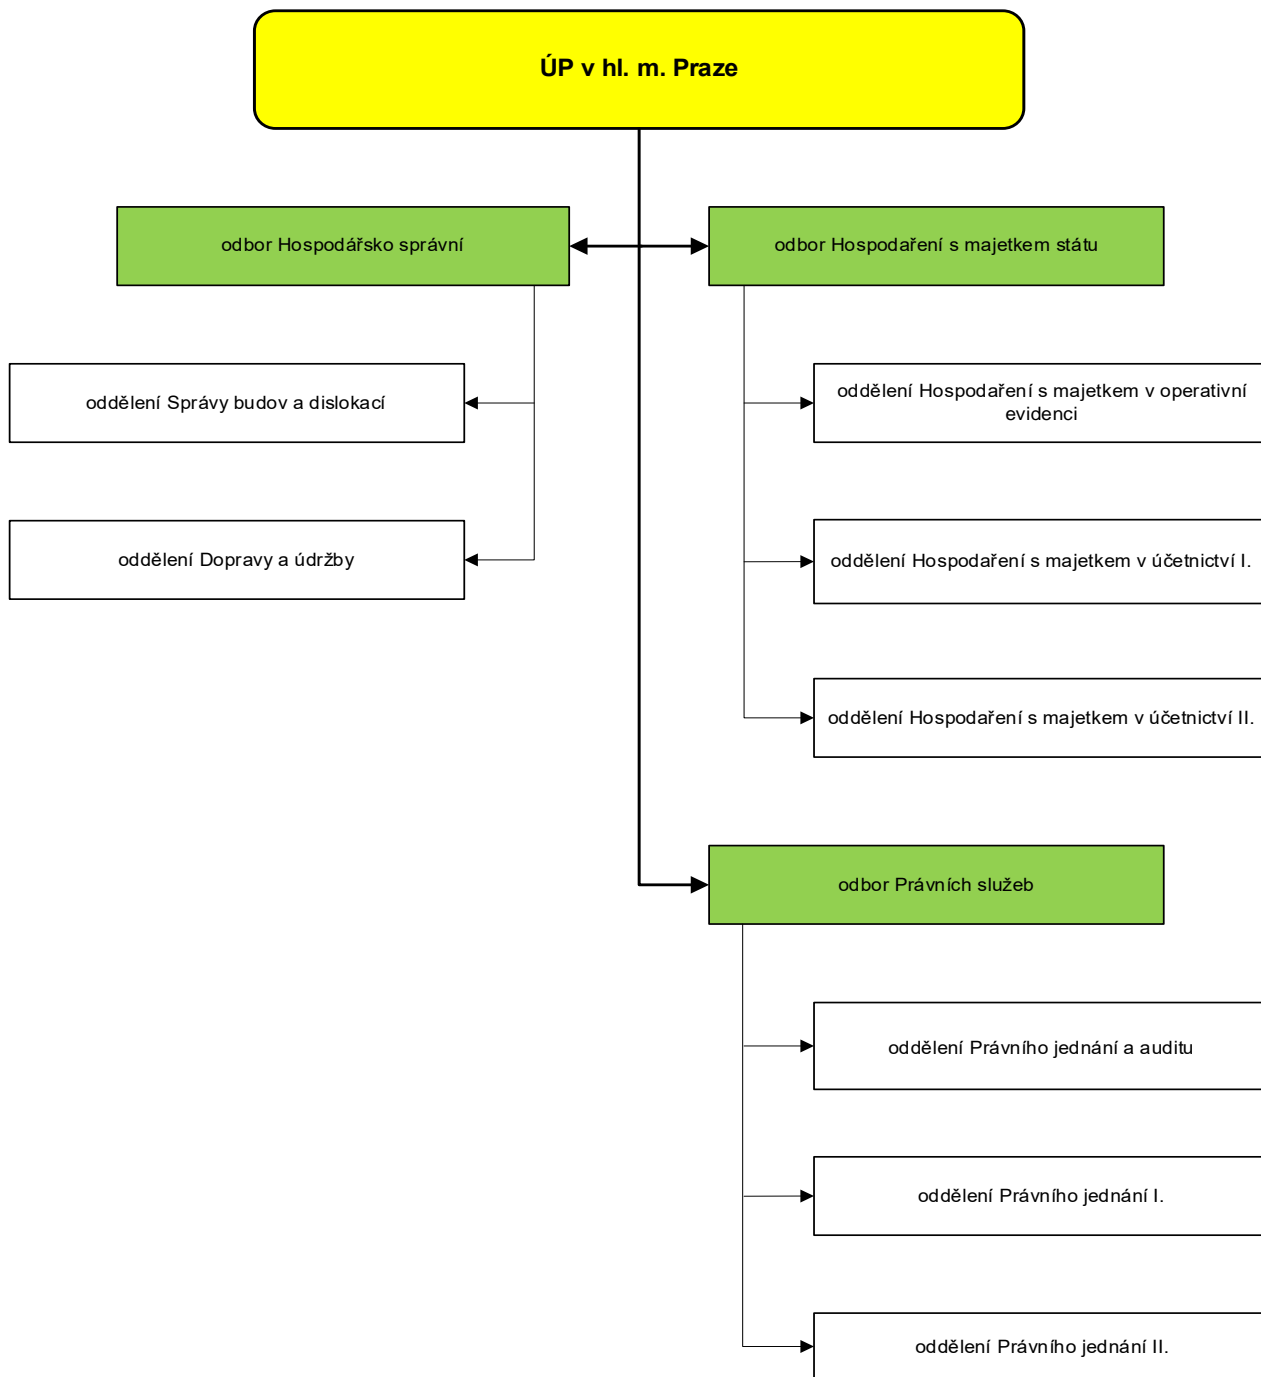 ÚP v hl. m. Praze
odbor Hospodářsko správní
odbor Hospodaření s majetkem státu
oddělení Správy budov a dislokací
oddělení Dopravy a údržby
oddělení Hospodaření s majetkem v operativní
evidenci
oddělení Hospodaření s majetkem v účetnictví I.
oddělení Hospodaření s majetkem v účetnictví II.
odbor Právních služeb
oddělení Právního jednání a auditu
oddělení Právního jednání I.
oddělení Právního jednání II.